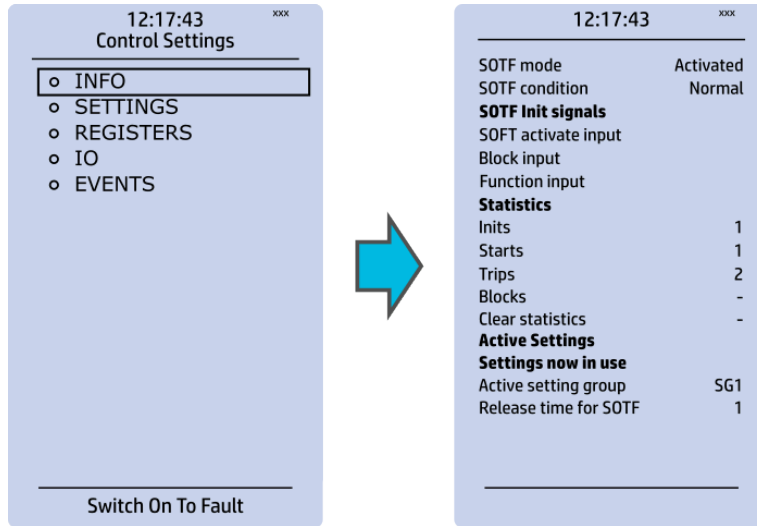 12:17:43 xxx
Control Settings
INFO
SETTINGS
REGISTERS
IO
EVENTS
Switch On To Fault
12:17:43 xxx
SOTF mode Activated
SOTF condition Normal
SOTF Init signals
SOFT activate input
Block input
Function input
Statistics
Inits 1
Starts 1
Trips 2
Blocks -
Clear statistics -
Active Settings
Settings now in use
Active setting group SG1
Release time for SOTF 1